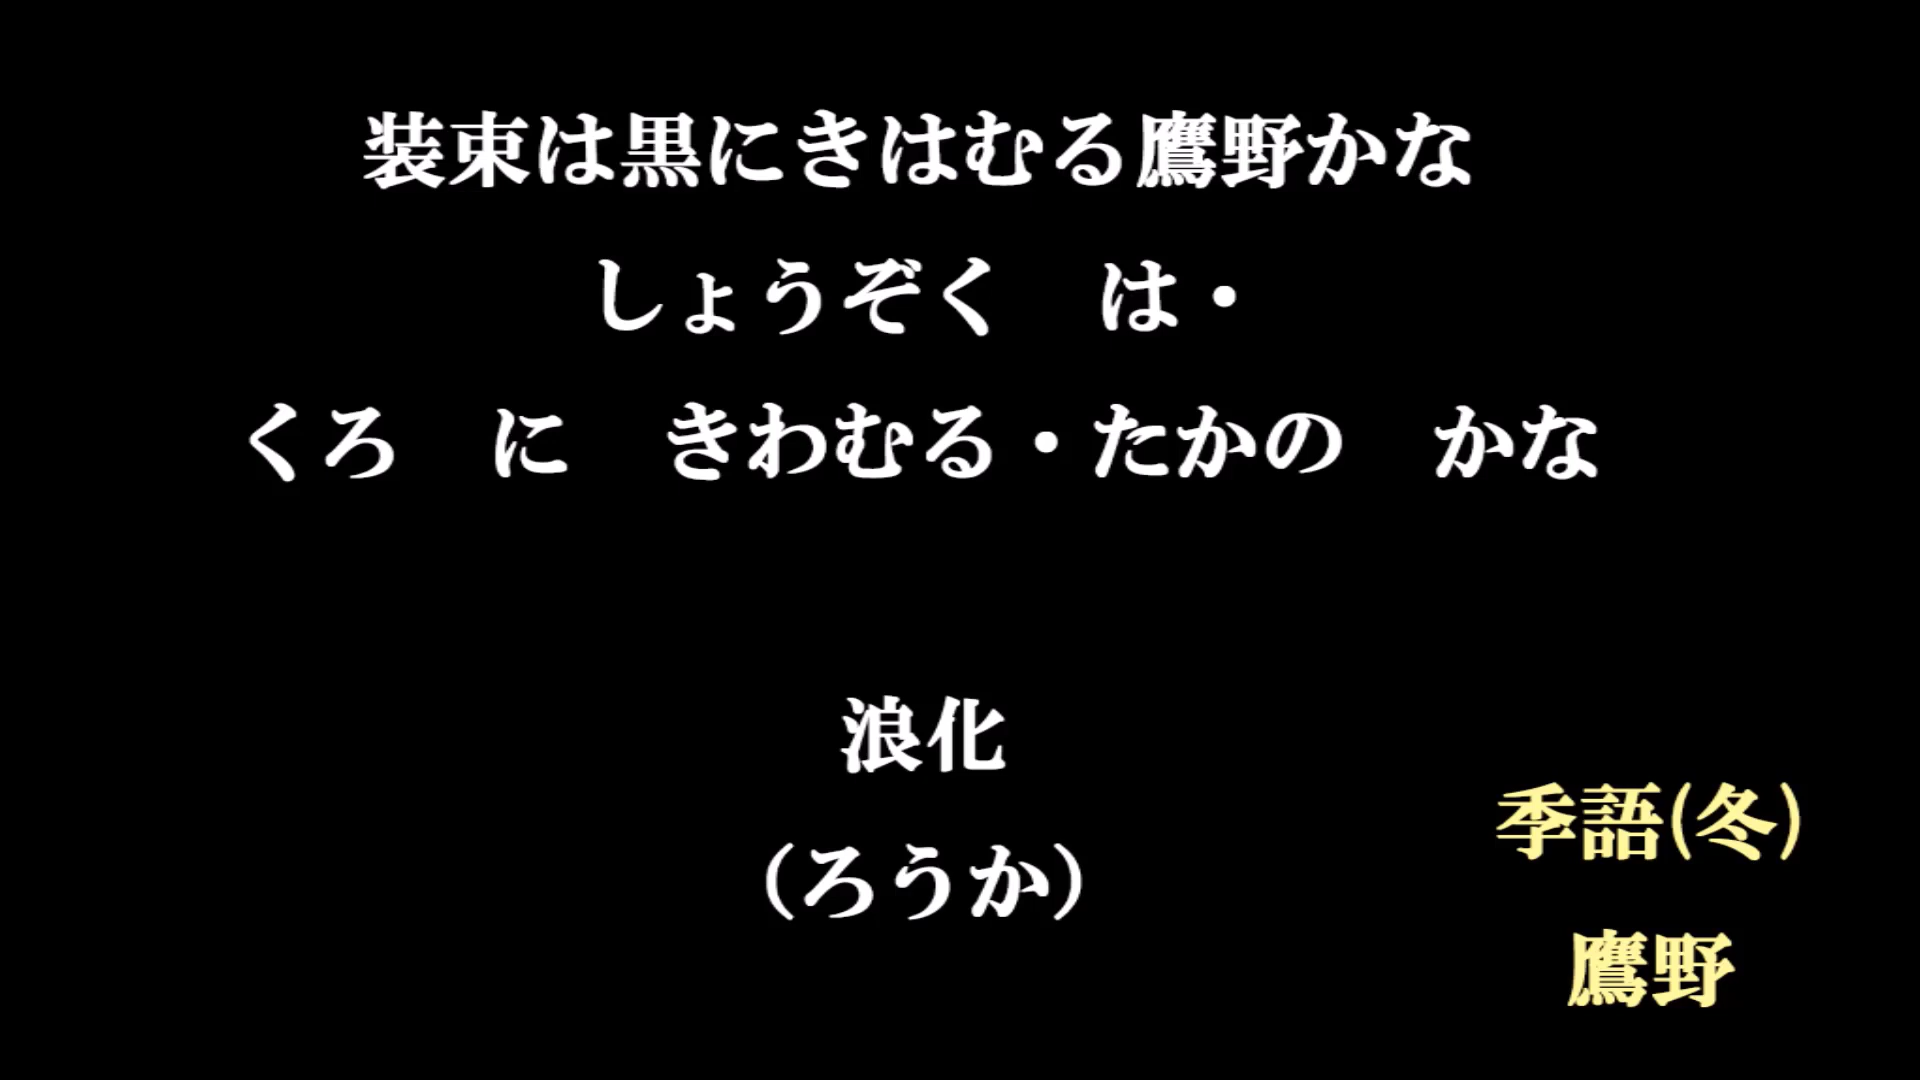 装束は黒にきはむる鷹野かな
しょうぞく　は・
くろ　に　きわむる・たかの　かな
浪化
（ろうか）
季語(冬)
鷹野